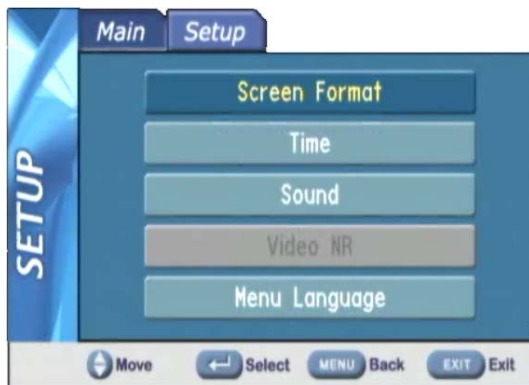 Main Setup
SETUP
Screen Format
Time
Sound
Video NR
Menu Language
Move Select MENU Back EXIT Exit